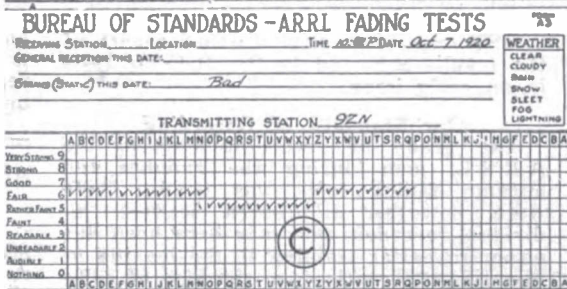 BUREAU OF STANDARDS - A.R.R.L. FADING TESTS
RECEIVING STATION LOCATION TIME 10: P DATE Oct 7 1920
GENERAL RECEPTION THIS DATE:
STRAYS (STATIC) THIS DATE: Bad
WEATHER
CLEAR
CLOUDY
RAIN
SNOW
SLEET
FOG
LIGHTNING
TRANSMITTING STATION 9ZN
A B C D E F G H I J K L M N O P Q R S T U V W X Y Z Y X W V U T S R Q P O N M L K J I H G F E D C B A
VERY STRONG 9
STRONG 8
GOOD 7
FAIR 6
RATHER FAINT 5
FAINT 4
READABLE 3
UNREADABLE 2
AUDIBLE 1
NOTHING 0
C
A B C D E F G H I J K L M N O P Q R S T U V W X Y Z Y X W V U T S R Q P O N M L K J I H G F E D C B A